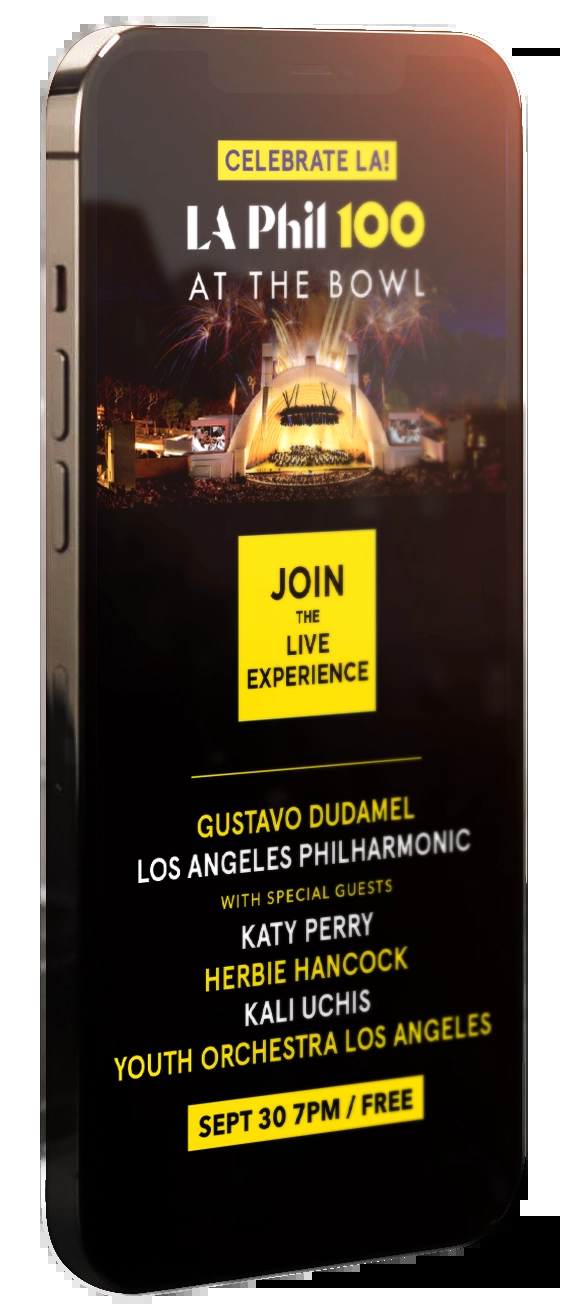 CELEBRATE LA!
LA Phil 100
AT THE BOWL
JOIN
THE
LIVE
EXPERIENCE
GUSTAVO DUDAMEL
LOS ANGELES PHILHARMONIC
WITH SPECIAL GUESTS
KATY PERRY
HERBIE HANCOCK
KALI UCHIS
YOUTH ORCHESTRA LOS ANGELES
SEPT 30 7PM / FREE